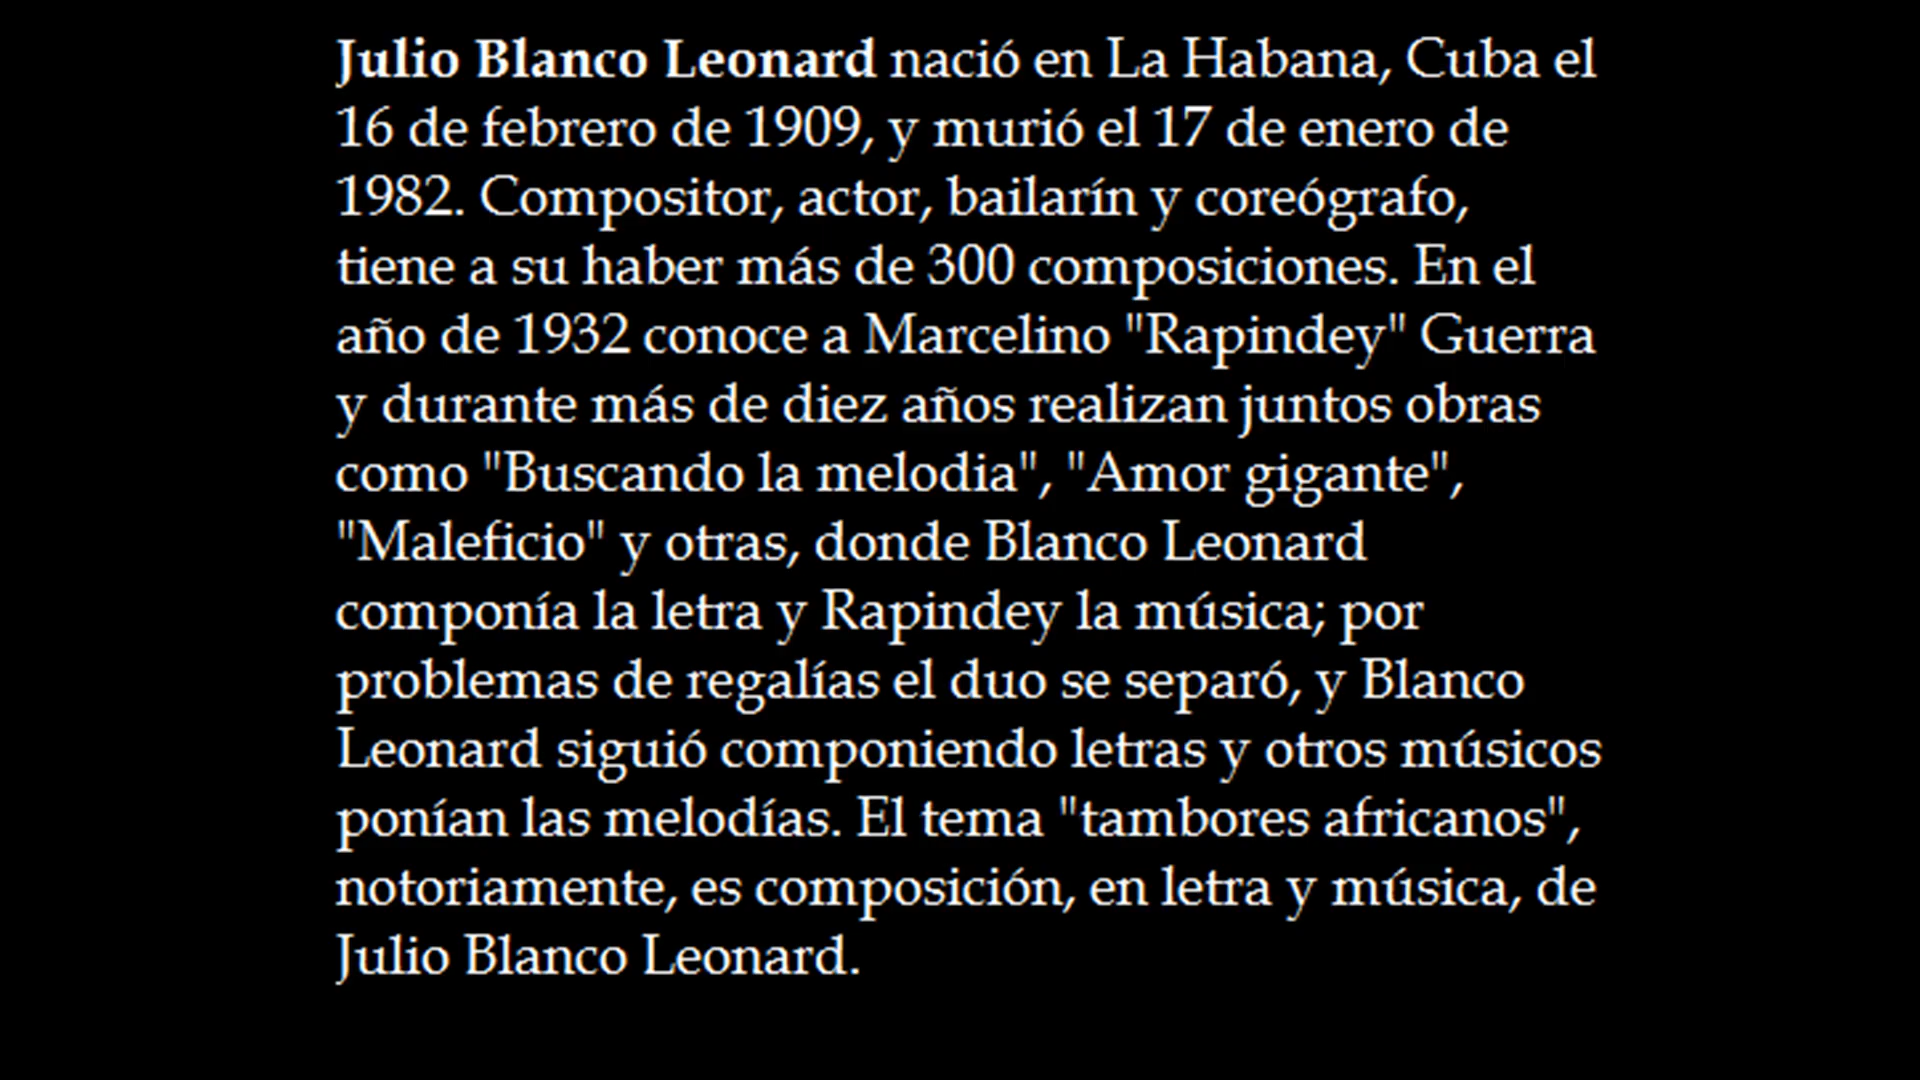 Julio Blanco Leonard nació en La Habana, Cuba el
16 de febrero de 1909, y murió el 17 de enero de
1982. Compositor, actor, bailarín y coreógrafo,
tiene a su haber más de 300 composiciones. En el
año de 1932 conoce a Marcelino "Rapindey" Guerra
y durante más de diez años realizan juntos obras
como "Buscando la melodia", "Amor gigante",
"Maleficio" y otras, donde Blanco Leonard
componía la letra y Rapindey la música; por
problemas de regalías el duo se separó, y Blanco
Leonard siguió componiendo letras y otros músicos
ponían las melodías. El tema "tambores africanos",
notoriamente, es composición, en letra y música, de
Julio Blanco Leonard.